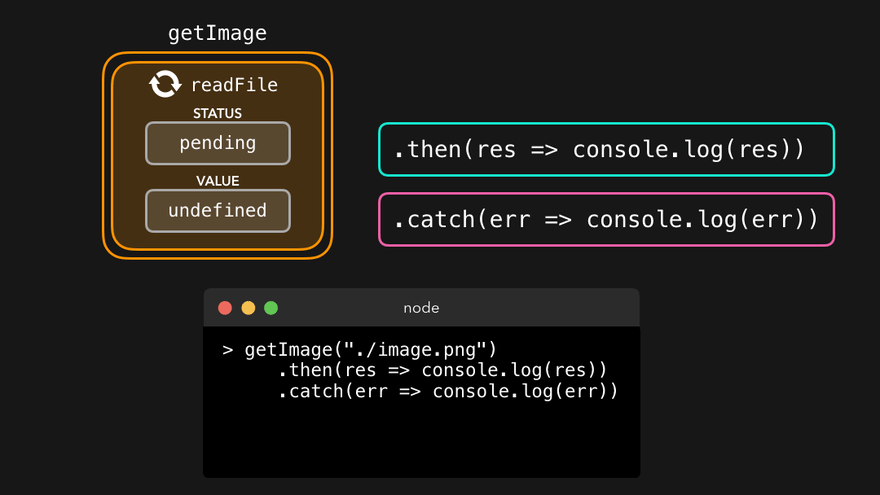 getImage
readFile
STATUS
pending
VALUE
undefined
.then(res => console.log(res))
.catch(err => console.log(err))
node
> getImage("./image.png")
.then(res => console.log(res))
.catch(err => console.log(err))